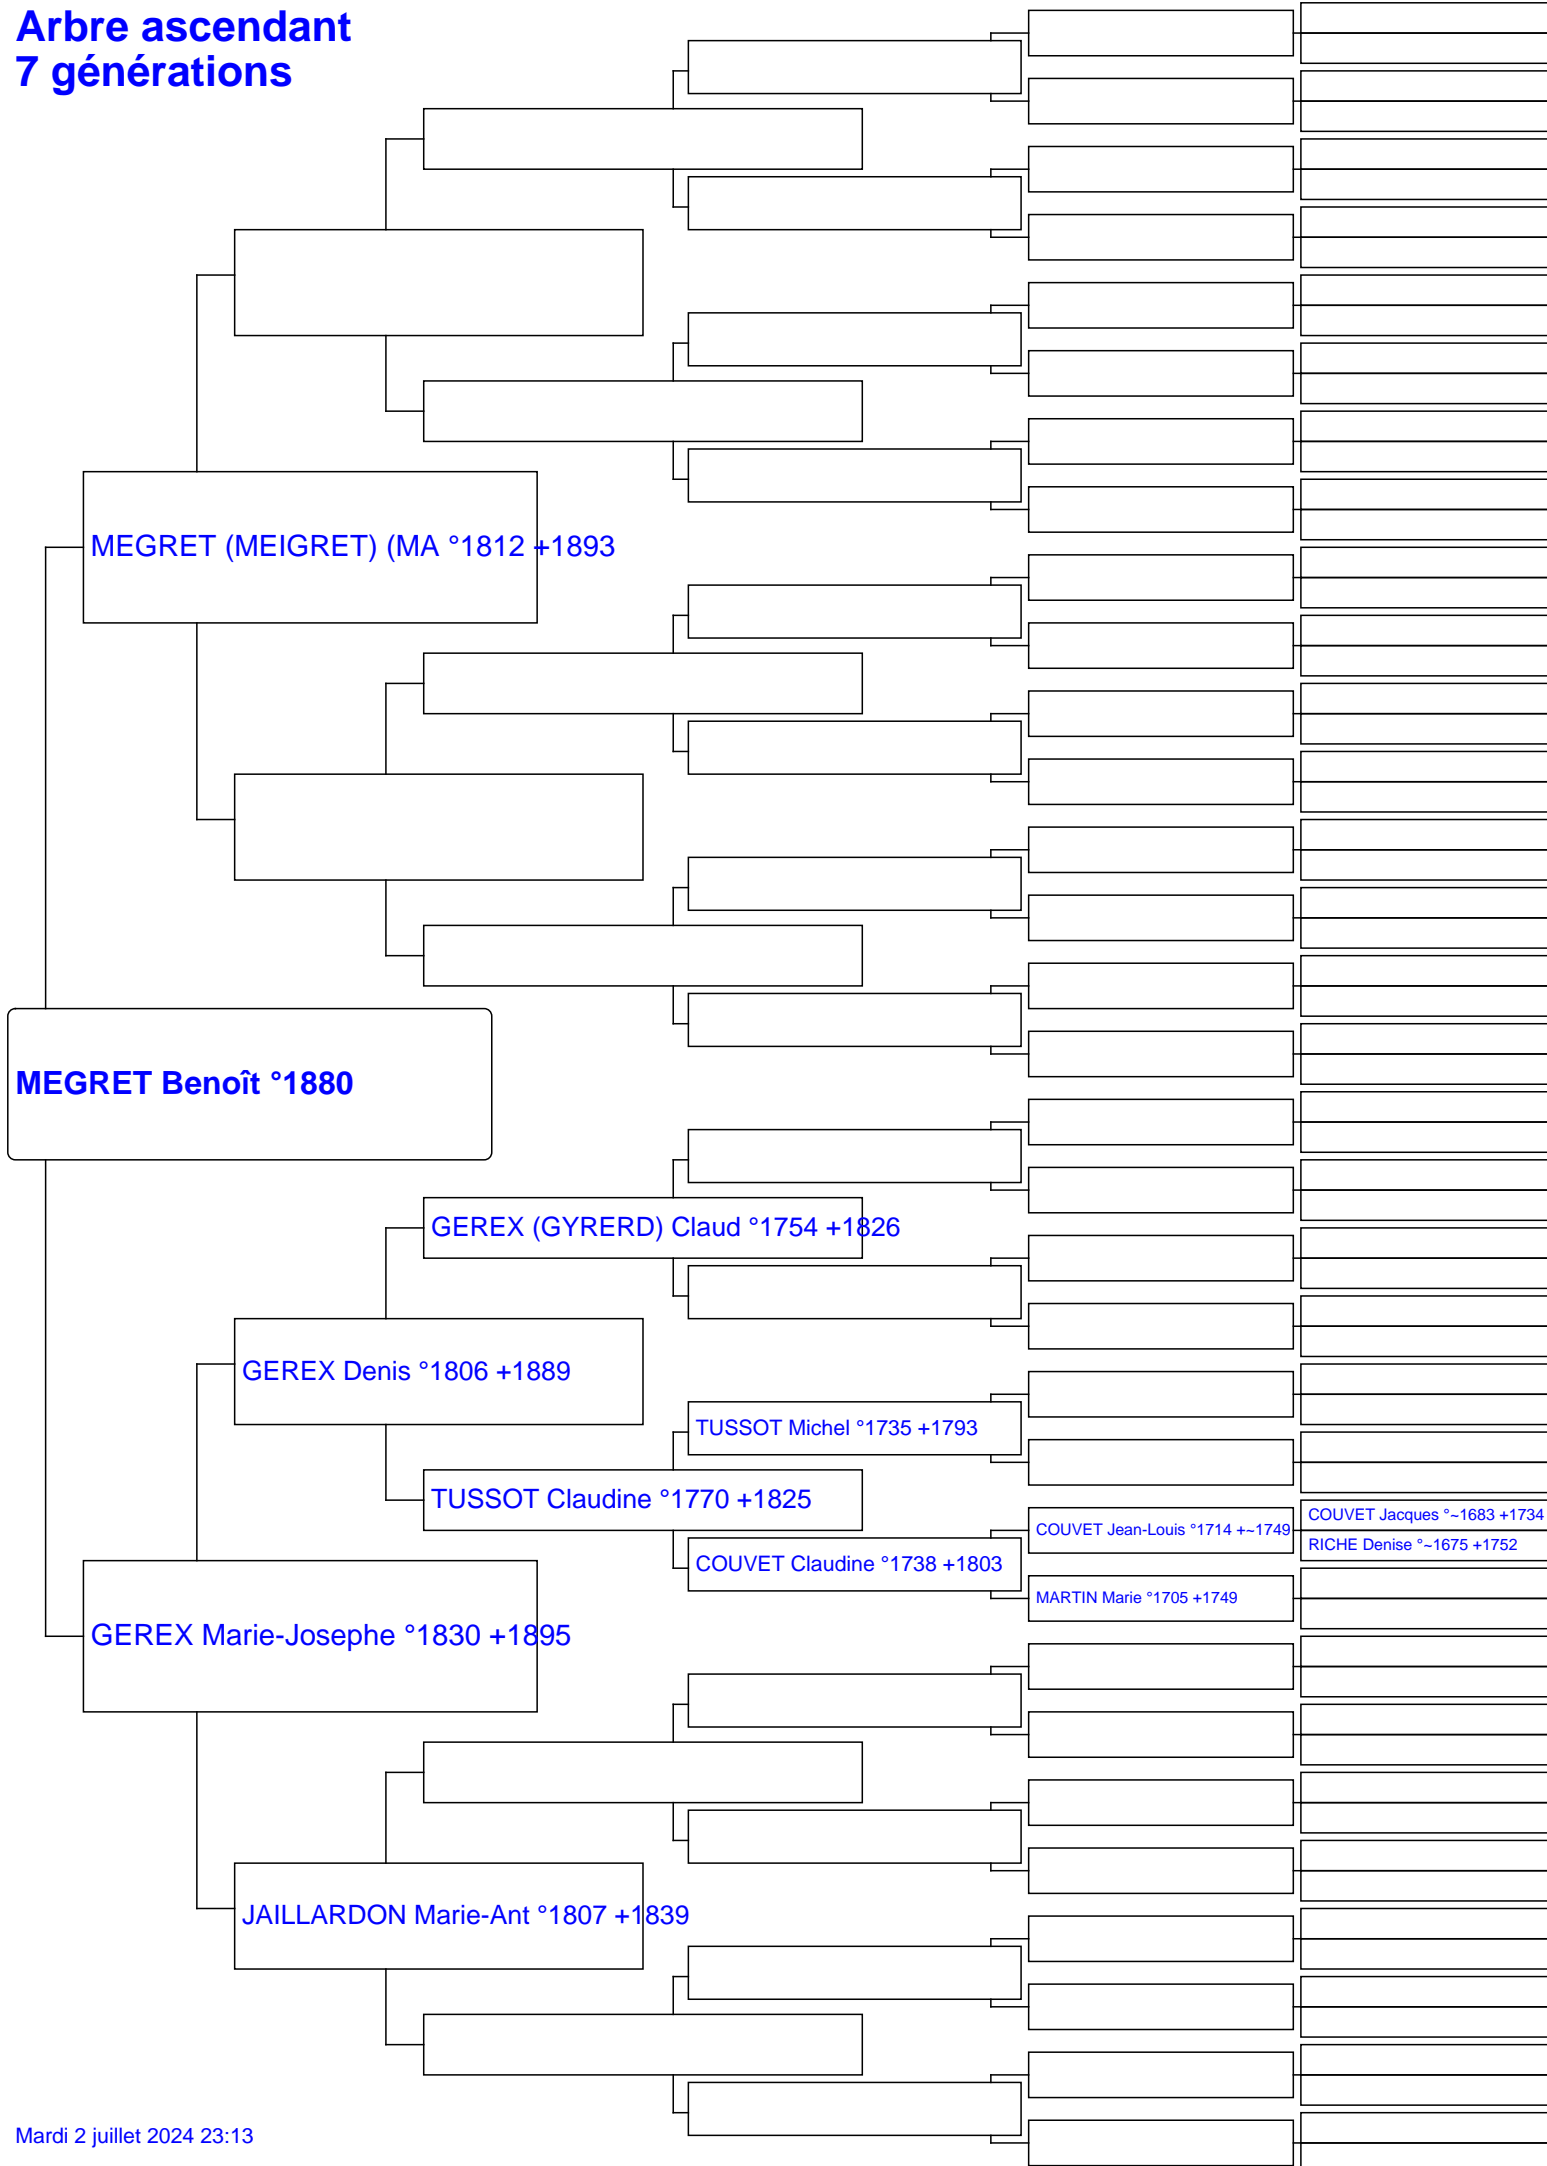 Arbre ascendant
7 générations
MEGRET (MEIGRET) (MA °1812 +1893
MEGRET Benoît °1880
GEREX (GYRERD) Claud °1754 +1826
GEREX Denis °1806 +1889
TUSSOT Michel °1735 +1793
TUSSOT Claudine °1770 +1825
COUVET Jean-Louis °1714 +~1749
COUVET Jacques °~1683 +1734
RICHE Denise °~1675 +1752
COUVET Claudine °1738 +1803
MARTIN Marie °1705 +1749
GEREX Marie-Josephe °1830 +1895
JAILLARDON Marie-Ant °1807 +1839
Mardi 2 juillet 2024 23:13